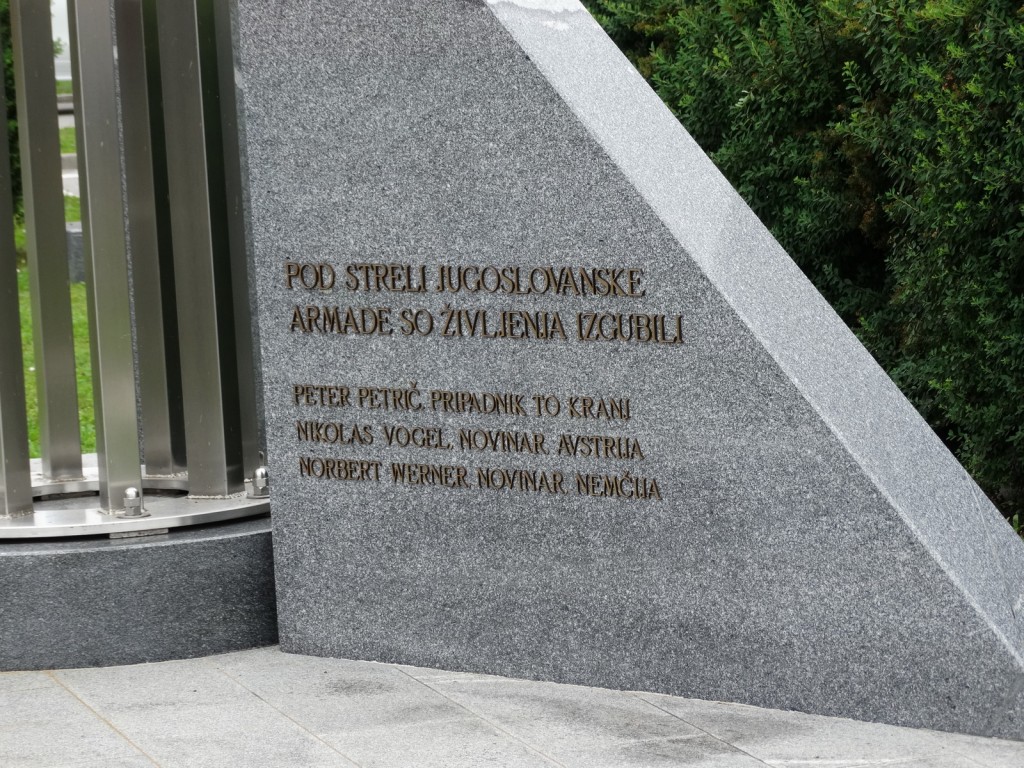 POD STRELI JUGOSLOVANSKE
ARMADE SO ŽIVLJENJA IZGUBILI
PETER PETRIČ, PRIPADNIK TO KRANJ
NIKOLAS VOGEL, NOVINAR, AVSTRIJA
NORBERT WERNER, NOVINAR, NEMČIJA